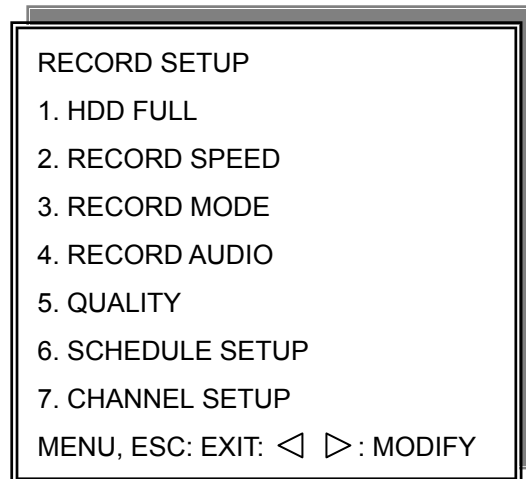 RECORD SETUP
1. HDD FULL
2. RECORD SPEED
3. RECORD MODE
4. RECORD AUDIO
5. QUALITY
6. SCHEDULE SETUP
7. CHANNEL SETUP
MENU, ESC: EXIT: ◁ ▷ : MODIFY